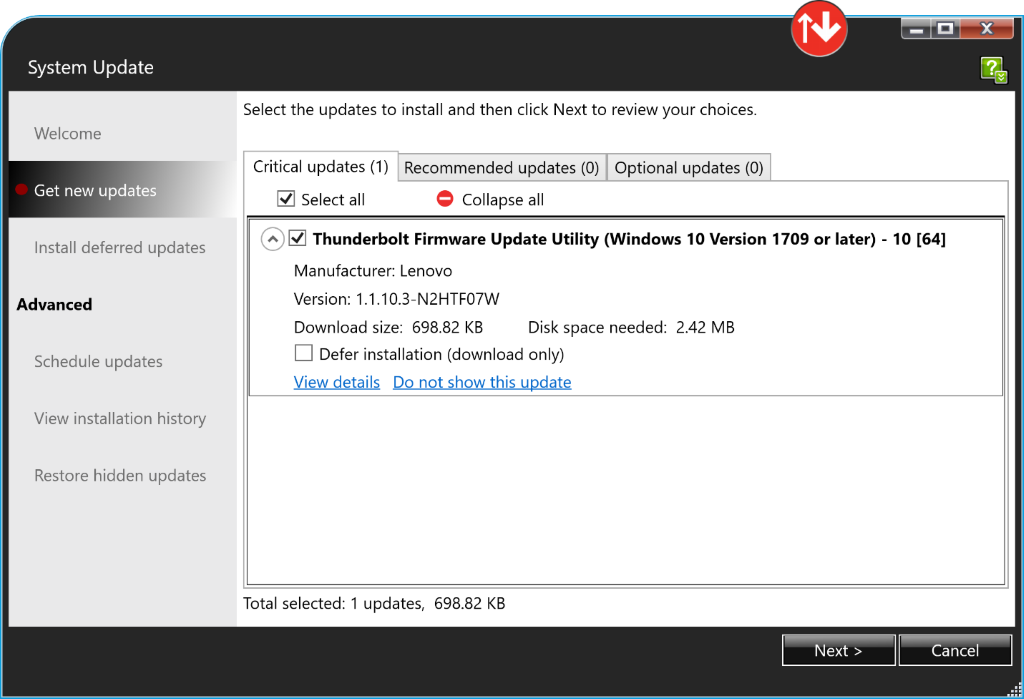 System Update
?
Welcome
Get new updates
Install deferred updates
Advanced
Schedule updates
View installation history
Restore hidden updates
Select the updates to install and then click Next to review your choices.
Critical updates (1) Recommended updates (0) Optional updates (0)
Select all Collapse all
Thunderbolt Firmware Update Utility (Windows 10 Version 1709 or later) - 10 [64]
Manufacturer: Lenovo
Version: 1.1.10.3-N2HTF07W
Download size: 698.82 KB Disk space needed: 2.42 MB
Defer installation (download only)
View details Do not show this update
Total selected: 1 updates, 698.82 KB
Next > Cancel